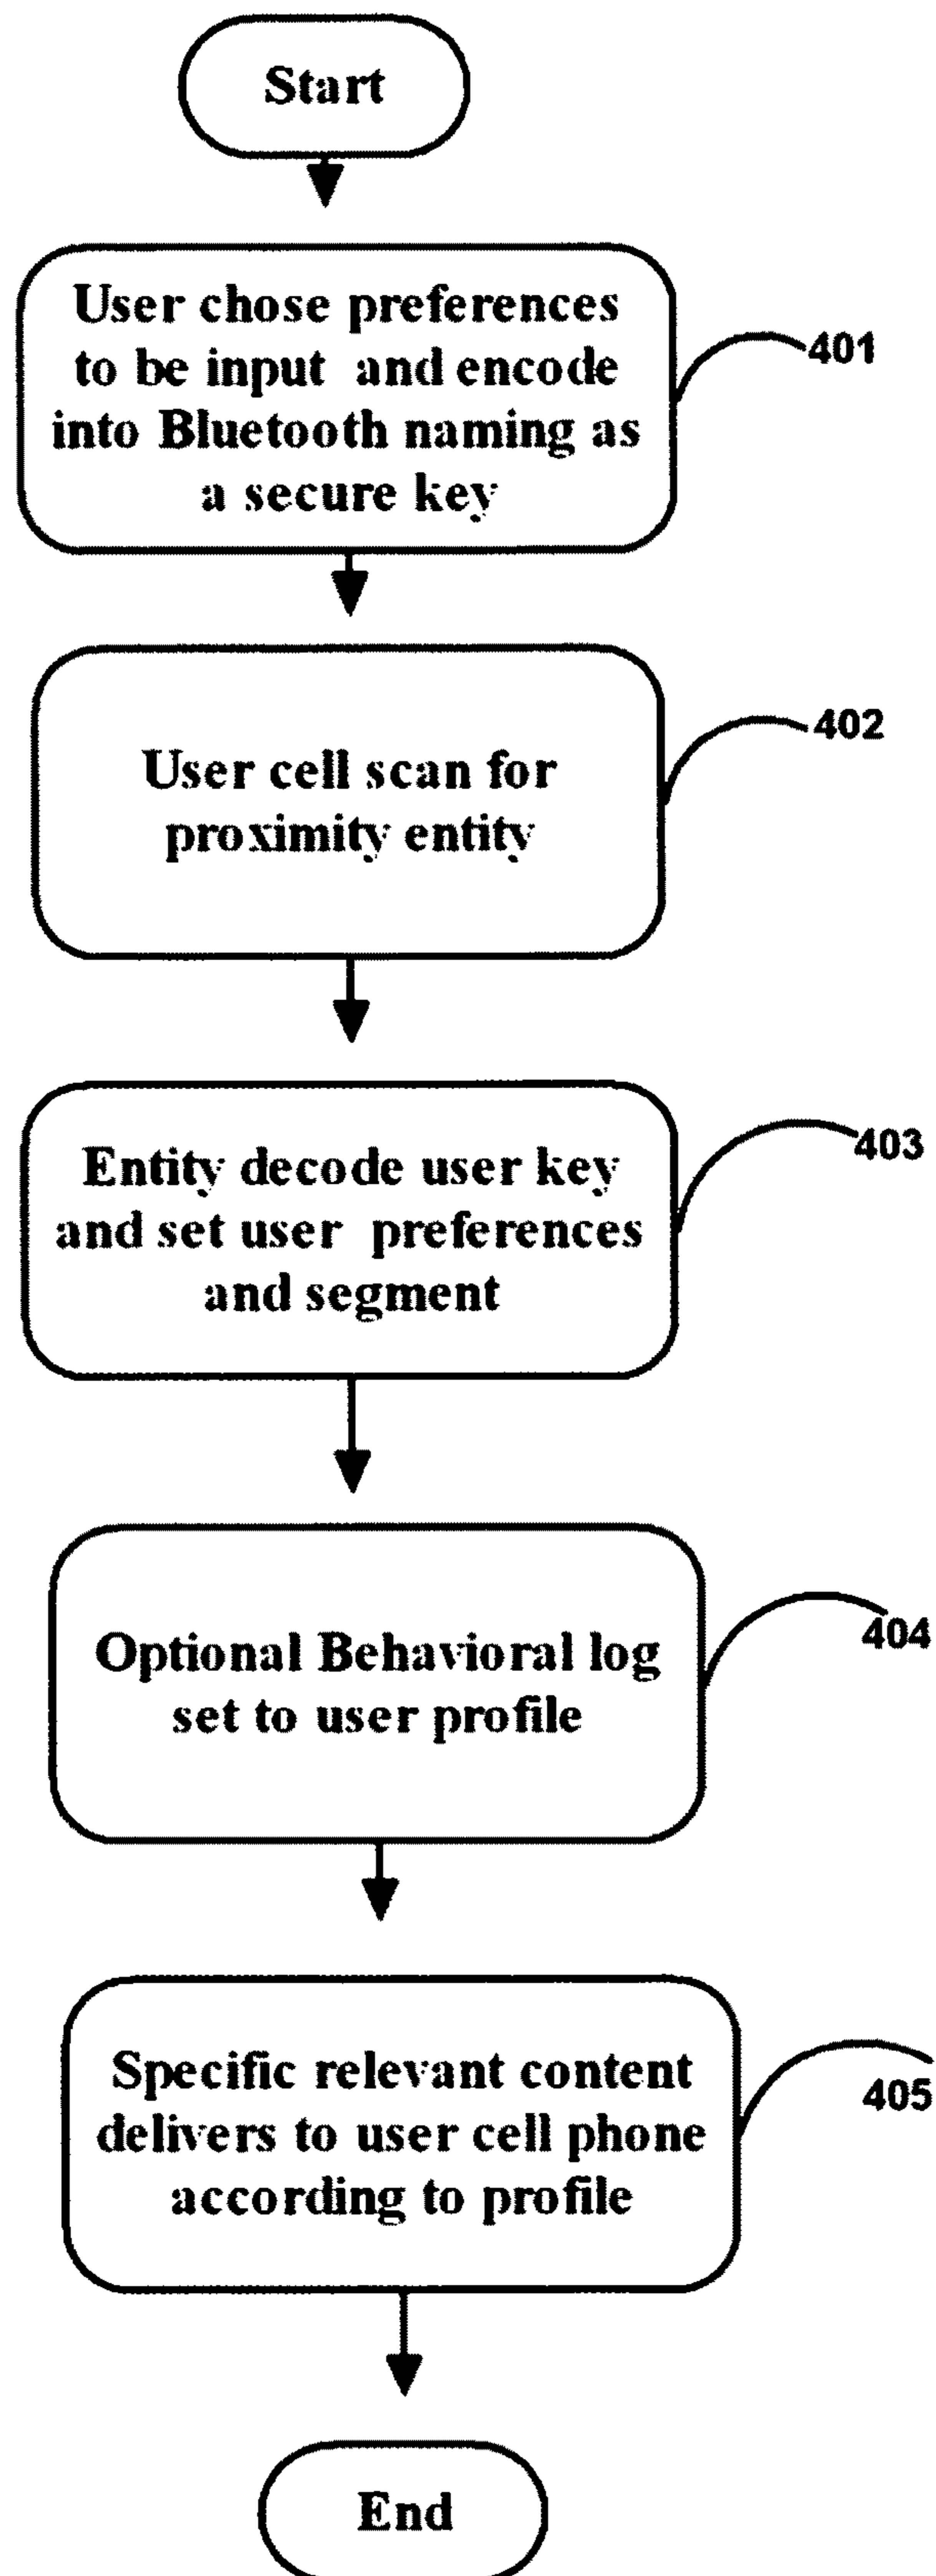 Start
User chose preferences
to be input and encode
into Bluetooth naming as
a secure key
401
User cell scan for
proximity entity
402
Entity decode user key
and set user preferences
and segment
403
Optional Behavioral log
set to user profile
404
Specific relevant content
delivers to user cell phone
according to profile
405
End